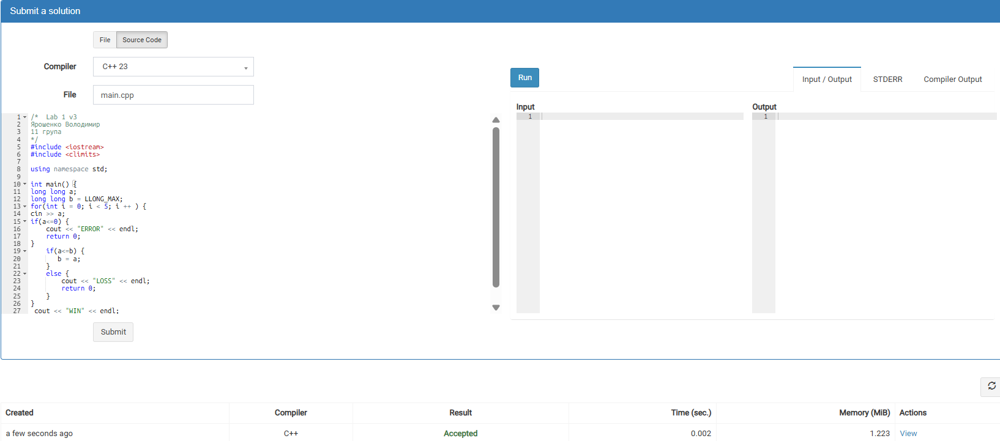 Submit a solution
File Source Code
Compiler C++ 23
File main.cpp
Run
Input / Output STDERR Compiler Output
Input Output
1 1
1 /*  Lab 1 v3
2 Ярошенко Володимир
3 11 група
4 */
5 #include <iostream>
6 #include <climits>
7
8 using namespace std;
9
10 int main() {
11 long long a;
12 long long b = LLONG_MAX;
13 for(int i = 0; i < 5; i ++ ) {
14 cin >> a;
15 if(a<=0) {
16     cout << "ERROR" << endl;
17     return 0;
18 }
19     if(a<=b) {
20        b = a;
21     }
22     else {
23         cout << "LOSS" << endl;
24         return 0;
25     }
26 }
27  cout << "WIN" << endl;
Submit
Created Compiler Result Time (sec.) Memory (MiB) Actions
a few seconds ago C++ Accepted 0.002 1.223 View